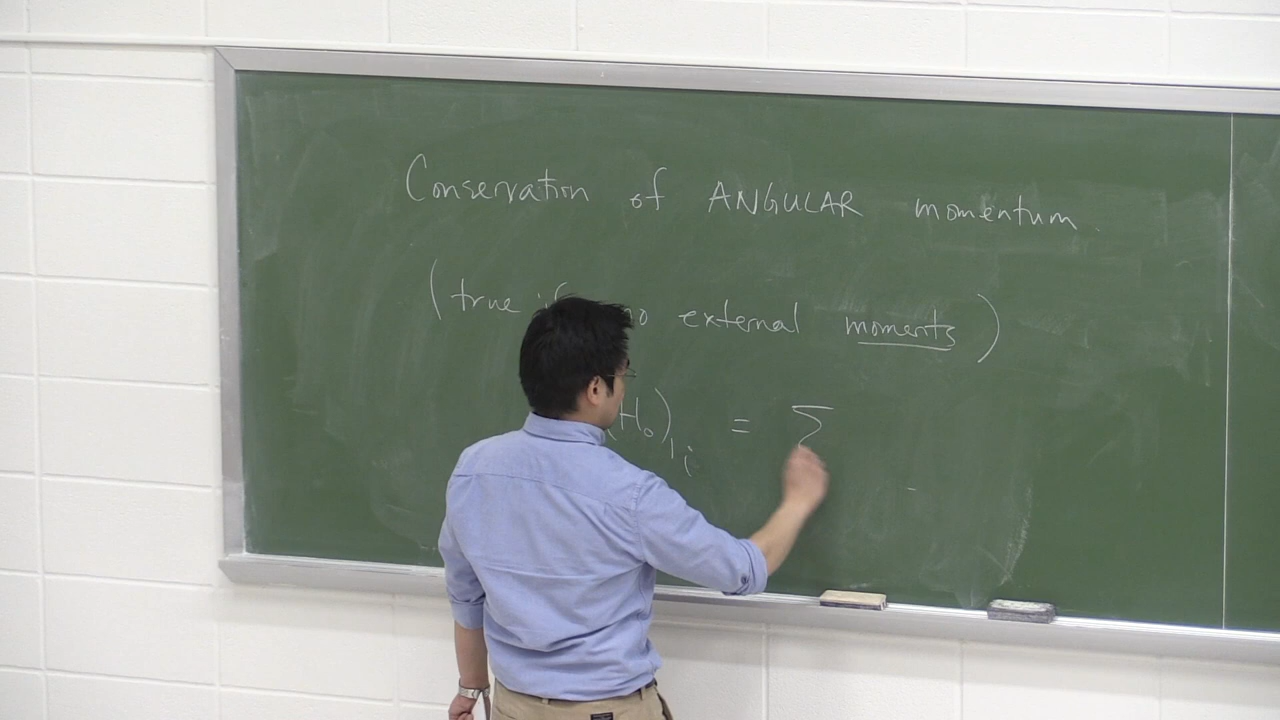 Conservation of ANGULAR momentum
(true if no external moments)
(H₀)₁ᵢ = Σ